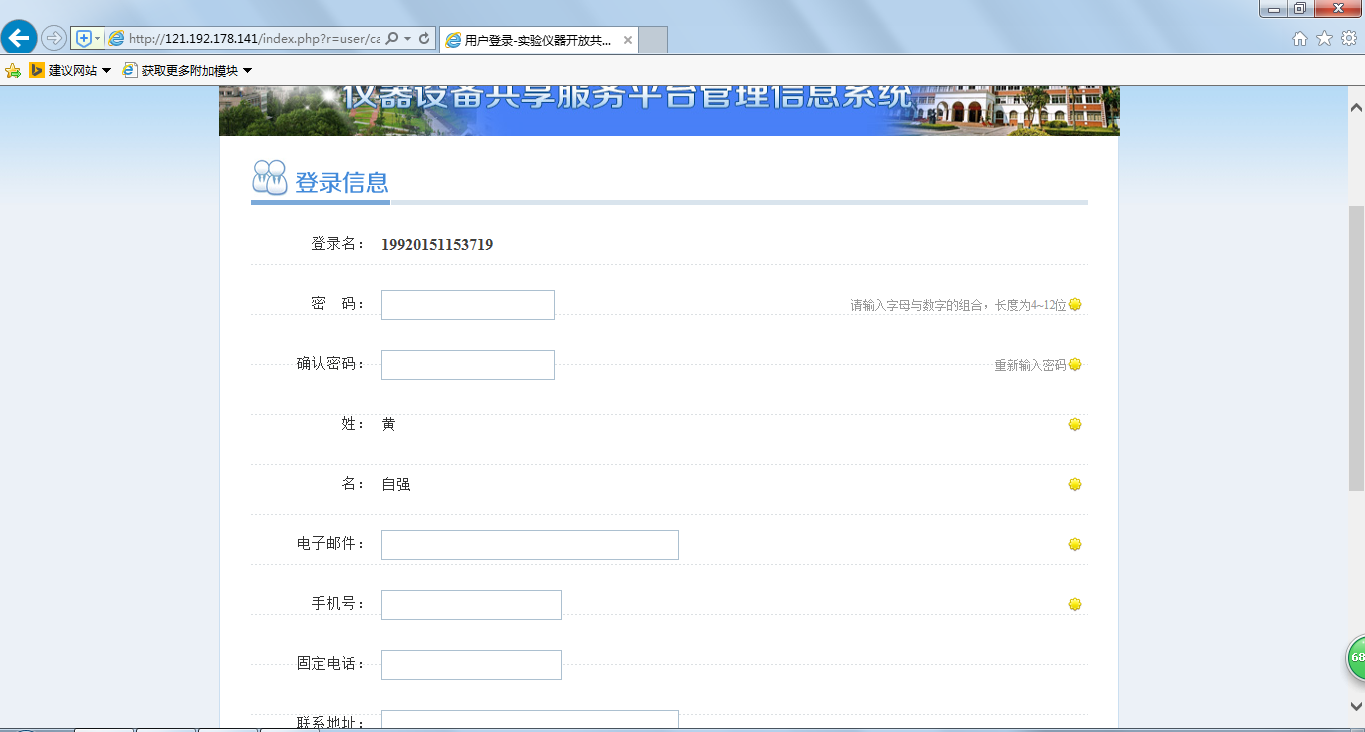 http://121.192.178.141/index.php?r=user/ca
用户登录-实验仪器开放共...
建议网站
获取更多附加模块
仪器设备共享服务平台管理信息系统
登录信息
登录名： 19920151153719
密 码： 请输入字母与数字的组合，长度为4~12位
确认密码： 重新输入密码
姓： 黄
名： 自强
电子邮件：
手机号：
固定电话：
68
联系地址：